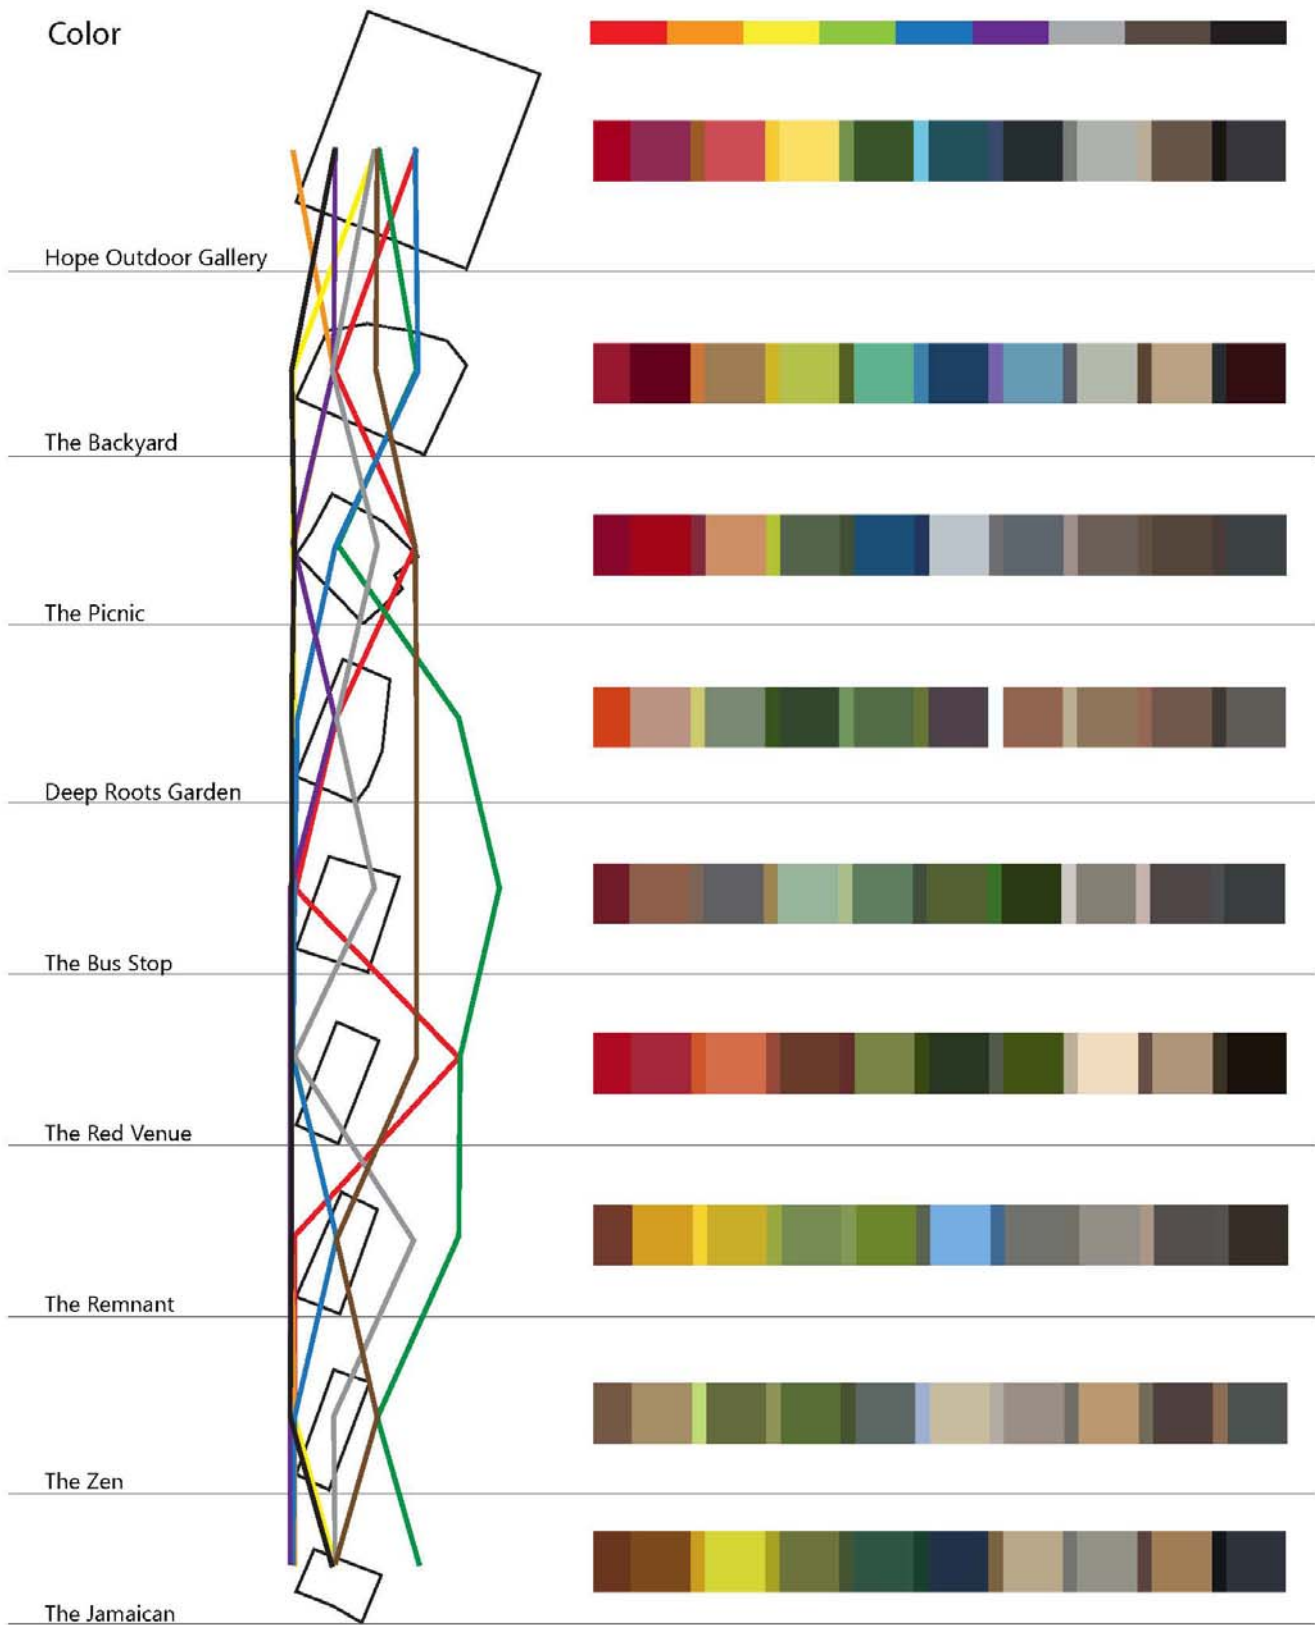 Color
Hope Outdoor Gallery
The Backyard
The Picnic
Deep Roots Garden
The Bus Stop
The Red Venue
The Remnant
The Zen
The Jamaican